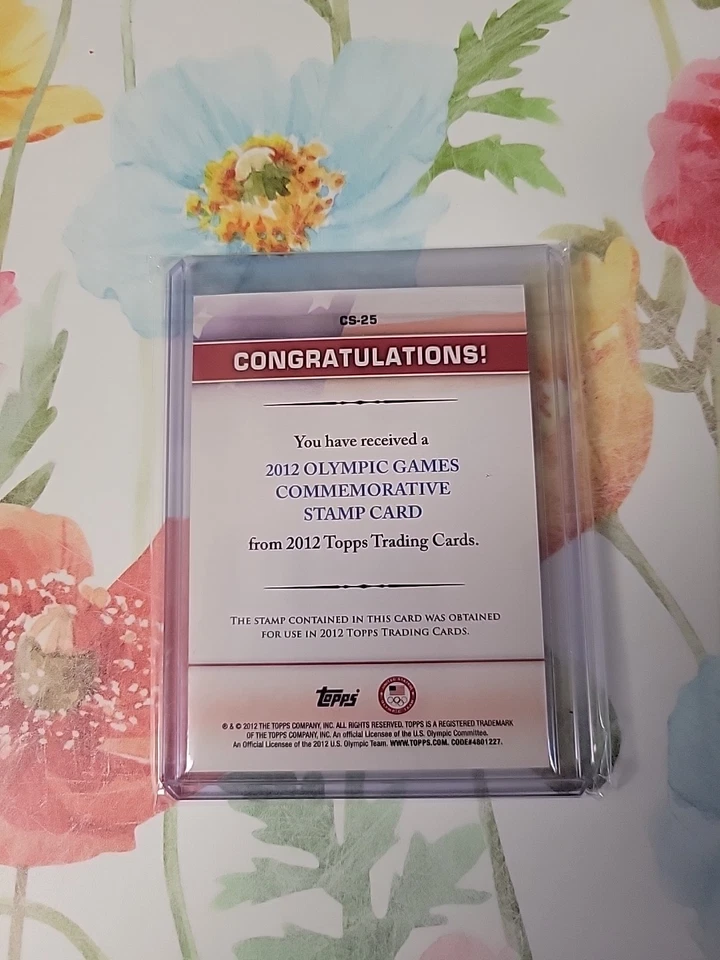 CS-25
CONGRATULATIONS!
You have received a
2012 OLYMPIC GAMES
COMMEMORATIVE
STAMP CARD
from 2012 Topps Trading Cards.
THE STAMP CONTAINED IN THIS CARD WAS OBTAINED
FOR USE IN 2012 TOPPS TRADING CARDS.
topps
® & © 2012 THE TOPPS COMPANY, INC. ALL RIGHTS RESERVED. TOPPS IS A REGISTERED TRADEMARK
OF THE TOPPS COMPANY, INC. An official Licensee of the U.S. Olympic Committee.
An Official Licensee of the 2012 U.S. Olympic Team. WWW.TOPPS.COM. CODE#4801227.